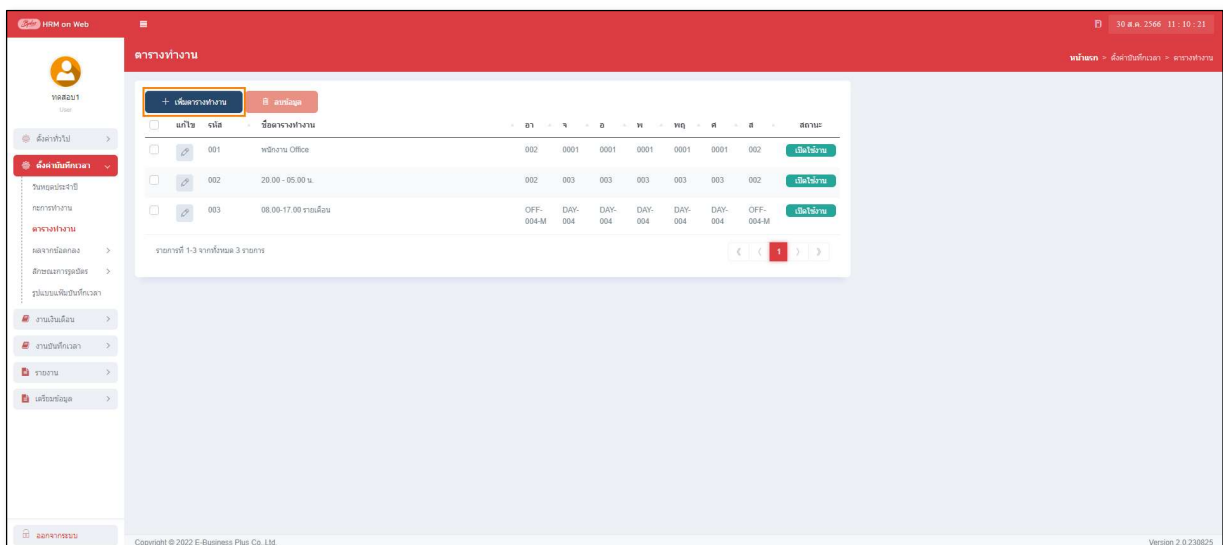 Bplus HRM on Web
30 ส.ค. 2566 11 : 10 : 21
ตารางทำงาน
หน้าแรก > ตั้งค่าบันทึกเวลา > ตารางทำงาน
ทดสอบ1
User
ตั้งค่าทั่วไป
ตั้งค่าบันทึกเวลา
วันหยุดประจำปี
กะการทำงาน
ตารางทำงาน
ผลจากข้อตกลง
ลักษณะการรูดบัตร
รูปแบบแฟ้มบันทึกเวลา
งานเงินเดือน
งานบันทึกเวลา
รายงาน
เตรียมข้อมูล
ออกจากระบบ
+ เพิ่มตารางทำงาน ลบข้อมูล
แก้ไข รหัส ชื่อตารางทำงาน อา จ อ พ พฤ ศ ส สถานะ
001 พนักงาน Office 002 0001 0001 0001 0001 0001 002 เปิดใช้งาน
002 20.00 - 05.00 น. 002 003 003 003 003 003 002 เปิดใช้งาน
003 08.00-17.00 รายเดือน OFF-004-M DAY-004 DAY-004 DAY-004 DAY-004 DAY-004 OFF-004-M เปิดใช้งาน
รายการที่ 1-3 จากทั้งหมด 3 รายการ
1
Copyright © 2022 E-Business Plus Co.,Ltd.
Version 2.0.230825